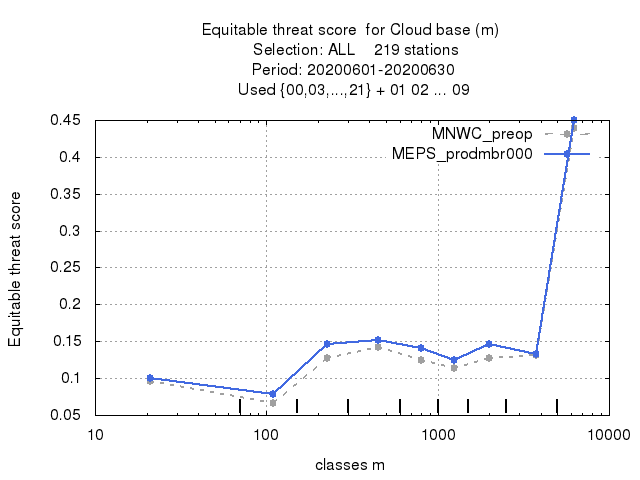 Equitable threat score  for Cloud base (m)
Selection: ALL    219 stations
Period: 20200601-20200630
Used {00,03,...,21} + 01 02 ... 09
MNWC_preop
MEPS_prodmbr000
Equitable threat score
0.45
0.4
0.35
0.3
0.25
0.2
0.15
0.1
0.05
10
100
1000
10000
classes m